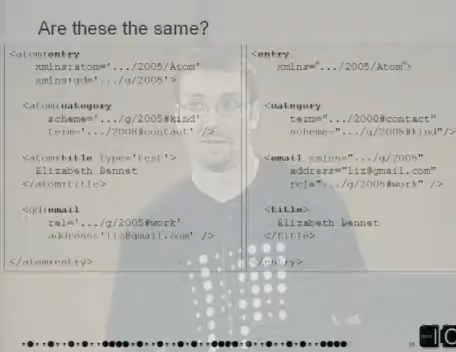 Are these the same?
<atom:entry
xmlns:atom='.../2005/Atom'
xmlns:gd='.../g/2005'>
<atom:category
scheme='.../g/2005#kind'
term='.../2008#contact' />
<atom:title type='text'>
Elizabeth Bennet
</atom:title>
<gd:email
rel='.../g/2005#work'
address='liz@gmail.com' />
</atom:entry>
<entry
xmlns=".../2005/Atom">
<category
term=".../2008#contact"
scheme=".../g/2005#kind"/>
<email xmlns=".../g/2005"
address="liz@gmail.com"
rel=".../g/2005#work" />
<title>
Elizabeth Bennet
</title>
</entry>
IO